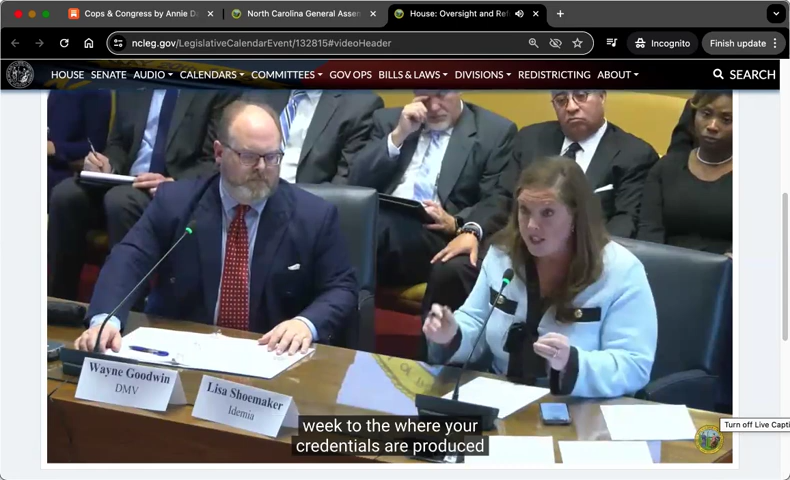 Cops & Congress by Annie D
North Carolina General Assem
House: Oversight and Ref
ncleg.gov/LegislativeCalendarEvent/132815#videoHeader
Incognito
Finish update
HOUSE SENATE AUDIO CALENDARS COMMITTEES GOV OPS BILLS & LAWS DIVISIONS REDISTRICTING ABOUT SEARCH
Wayne Goodwin
DMV
Lisa Shoemaker
Idemia
week to the where your
credentials are produced
Turn off Live Capti